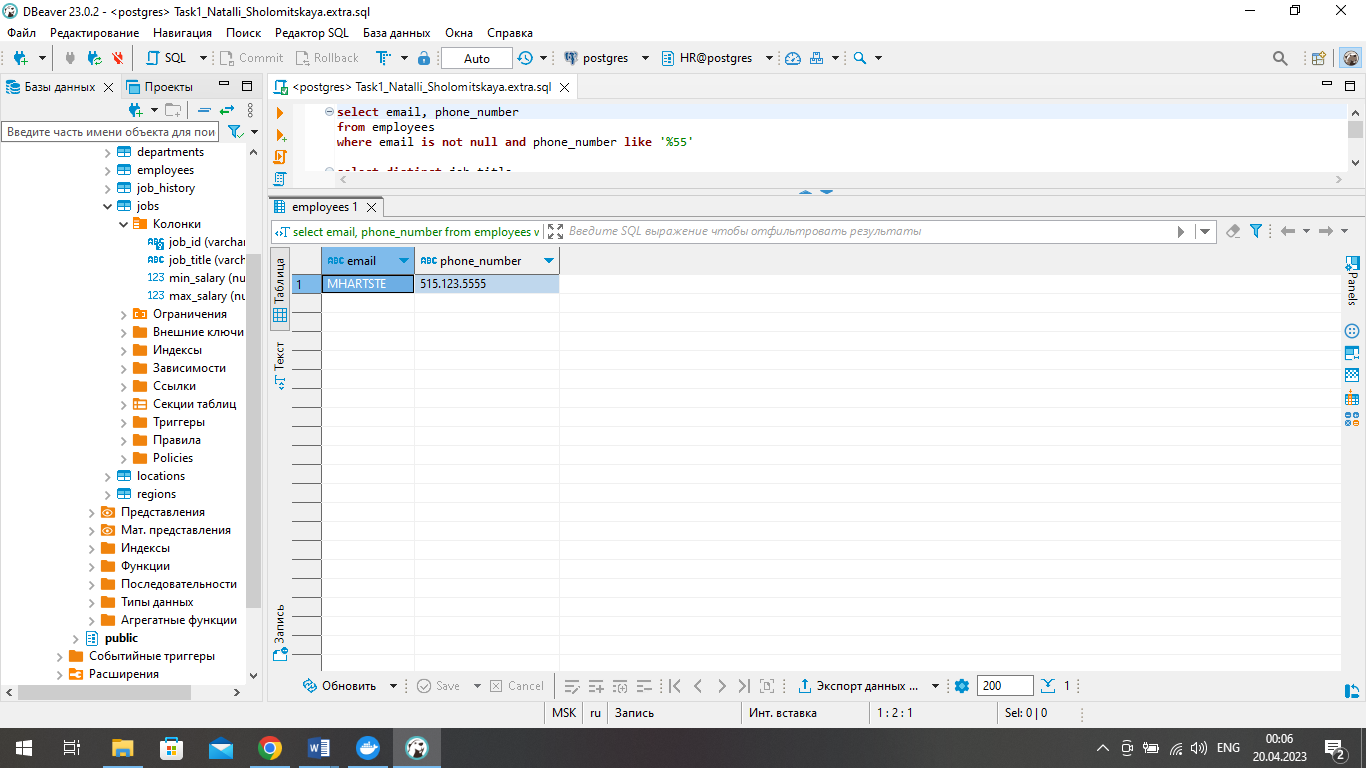 DBeaver 23.0.2 - <postgres> Task1_Natalli_Sholomitskaya.extra.sql
Файл Редактирование Навигация Поиск Редактор SQL База данных Окна Справка
SQL Commit Rollback Auto postgres HR@postgres
Базы данных Проекты
Введите часть имени объекта для пои
departments
employees
job_history
jobs
Колонки
job_id (varchar
job_title (varch
min_salary (nu
max_salary (nu
Ограничения
Внешние ключи
Индексы
Зависимости
Ссылки
Секции таблиц
Триггеры
Правила
Policies
locations
regions
Представления
Мат. представления
Индексы
Функции
Последовательности
Типы данных
Агрегатные функции
public
Событийные триггеры
Расширения
<postgres> Task1_Natalli_Sholomitskaya.extra.sql
select email, phone_number
from employees
where email is not null and phone_number like '%55'
select distinct job_title
employees 1
select email, phone_number from employees w
Введите SQL выражение чтобы отфильтровать результаты
Таблица
Текст
Запись
ABC email ABC phone_number
1 MHARTSTE 515.123.5555
Panels
Обновить Save Cancel Экспорт данных ... 200 1
MSK ru Запись Инт. вставка 1 : 2 : 1 Sel: 0 | 0
ENG
00:06
20.04.2023
2